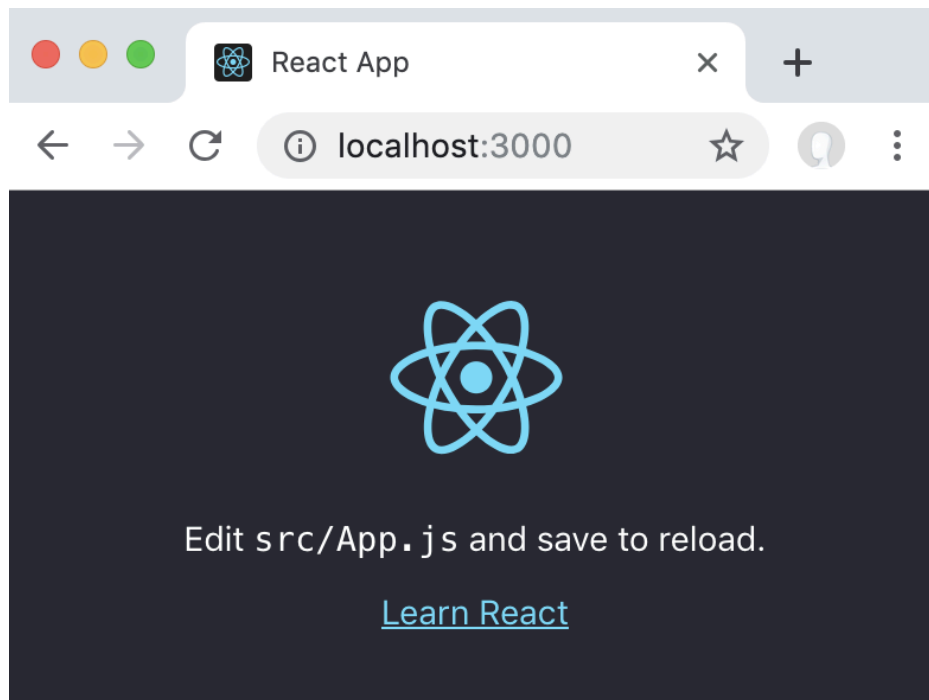 React App
localhost:3000
Edit src/App.js and save to reload.
Learn React